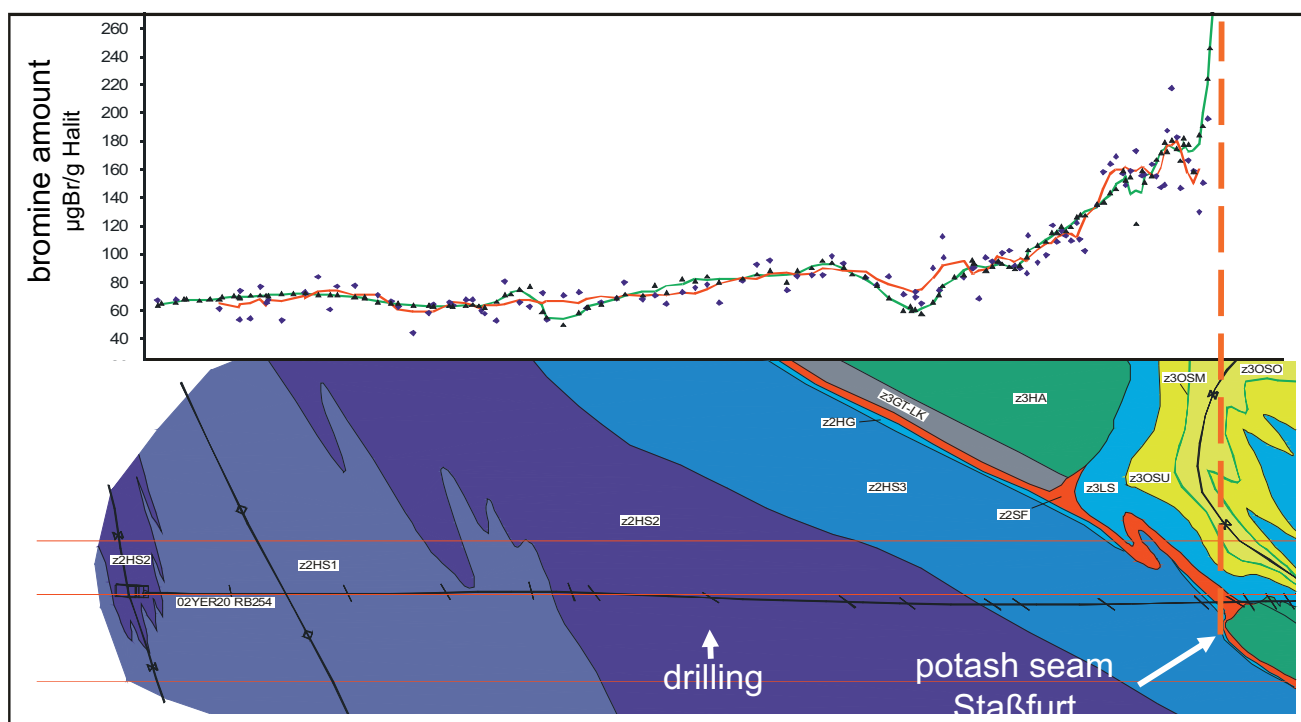 bromine amount
µgBr/g Halit
260
240
220
200
180
160
140
120
100
80
60
40
z3OSM
z3OSO
z3HA
z3GT-LK
z2HG
z3OSU
z3LS
z2HS3
z2SF
z2HS2
z2HS2
z2HS1
02YER20 RB254
drilling
potash seam
Staßfurt